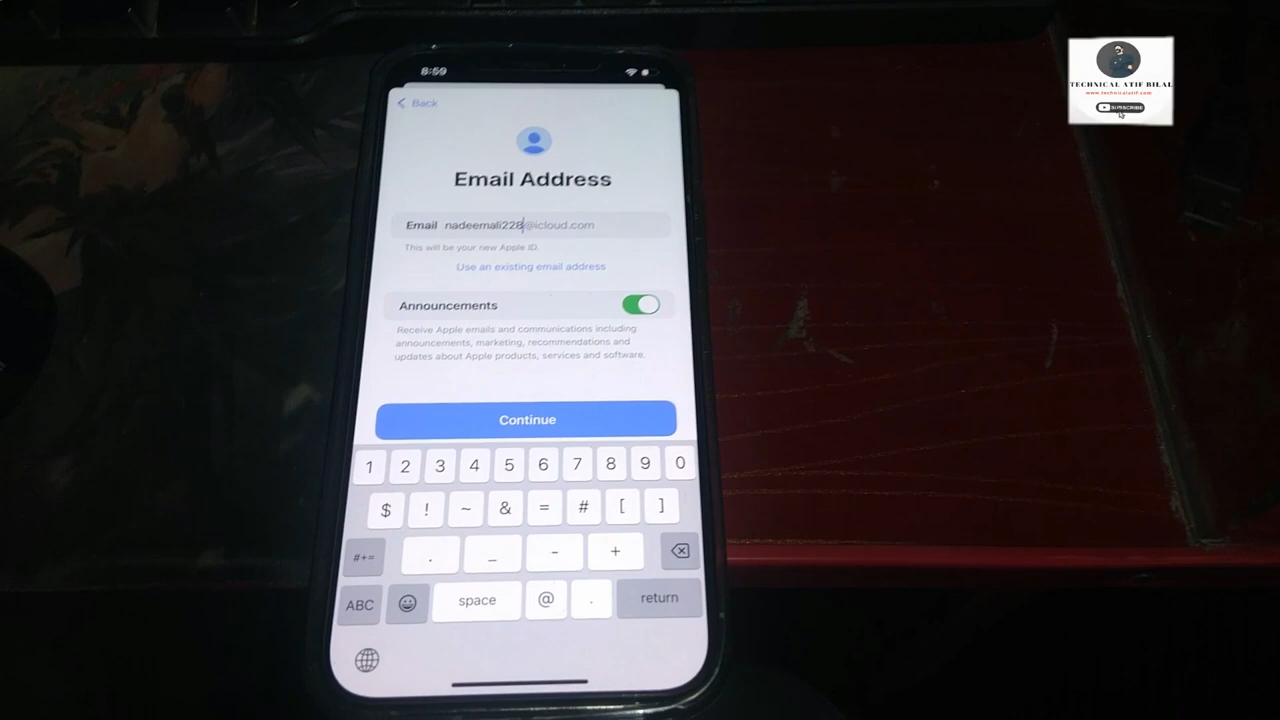 8:59
Back
Email Address
Email nadeemali228@icloud.com
This will be your new Apple ID.
Use an existing email address
Announcements
Receive Apple emails and communications including
announcements, marketing, recommendations and
updates about Apple products, services and software.
Continue
1 2 3 4 5 6 7 8 9 0
$ ! ~ & = # [ ]
#+= . _ - +
ABC space @ . return
TECHNICAL ATIF BILAL
www.technicalatif.com
SUBSCRIBE